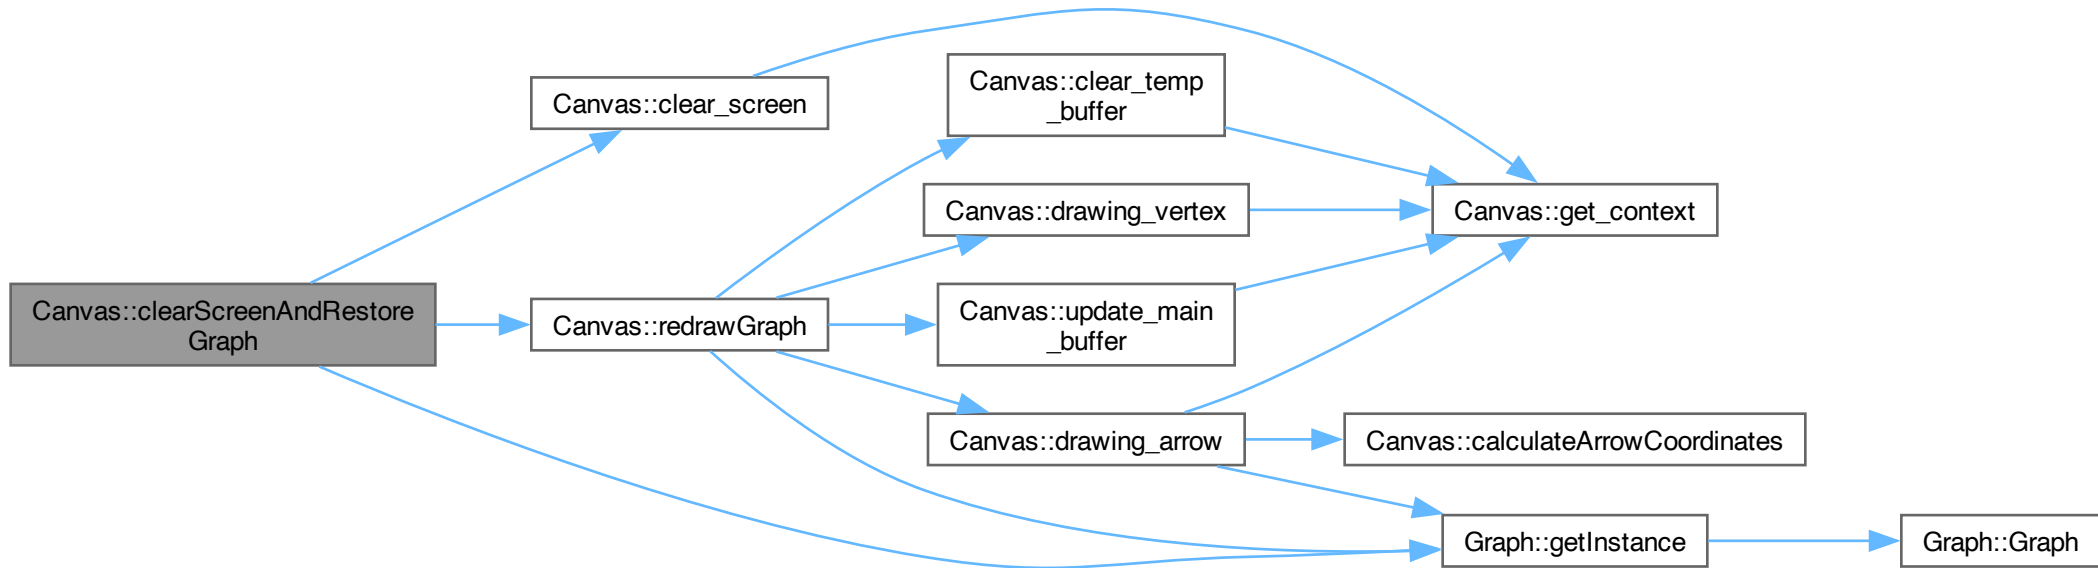 Canvas::clearScreenAndRestore
Graph
Canvas::clear_screen
Canvas::redrawGraph
Canvas::clear_temp
_buffer
Canvas::drawing_vertex
Canvas::update_main
_buffer
Canvas::drawing_arrow
Canvas::get_context
Canvas::calculateArrowCoordinates
Graph::getInstance
Graph::Graph